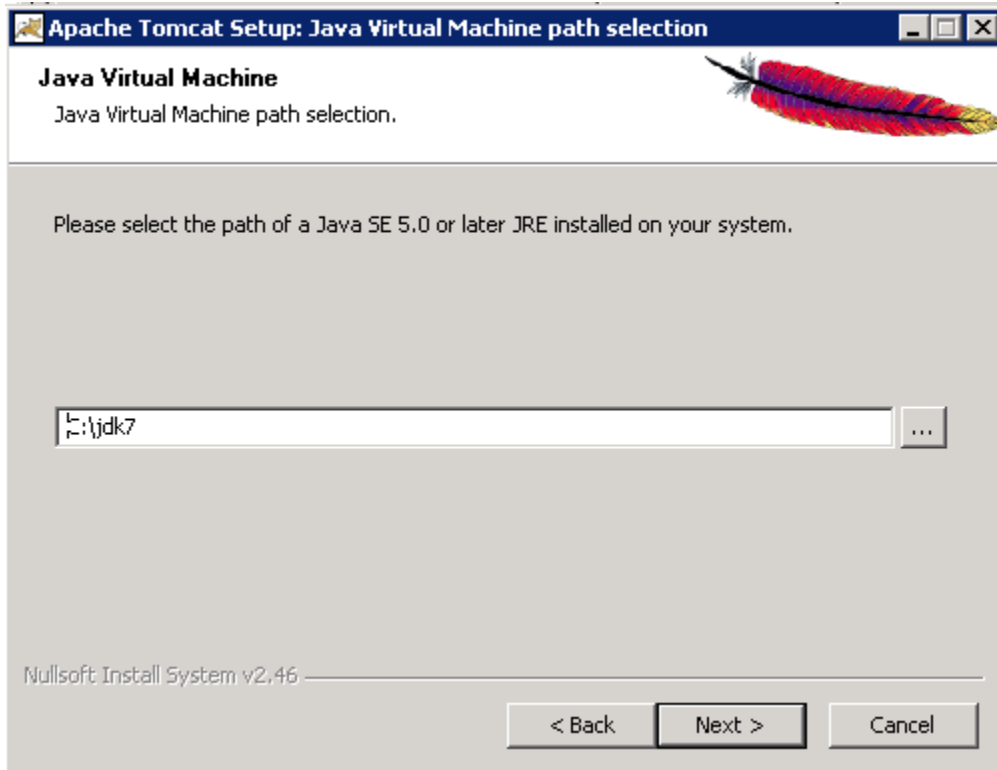 Apache Tomcat Setup: Java Virtual Machine path selection
Java Virtual Machine
Java Virtual Machine path selection.
Please select the path of a Java SE 5.0 or later JRE installed on your system.
C:\jdk7
...
Nullsoft Install System v2.46
< Back
Next >
Cancel